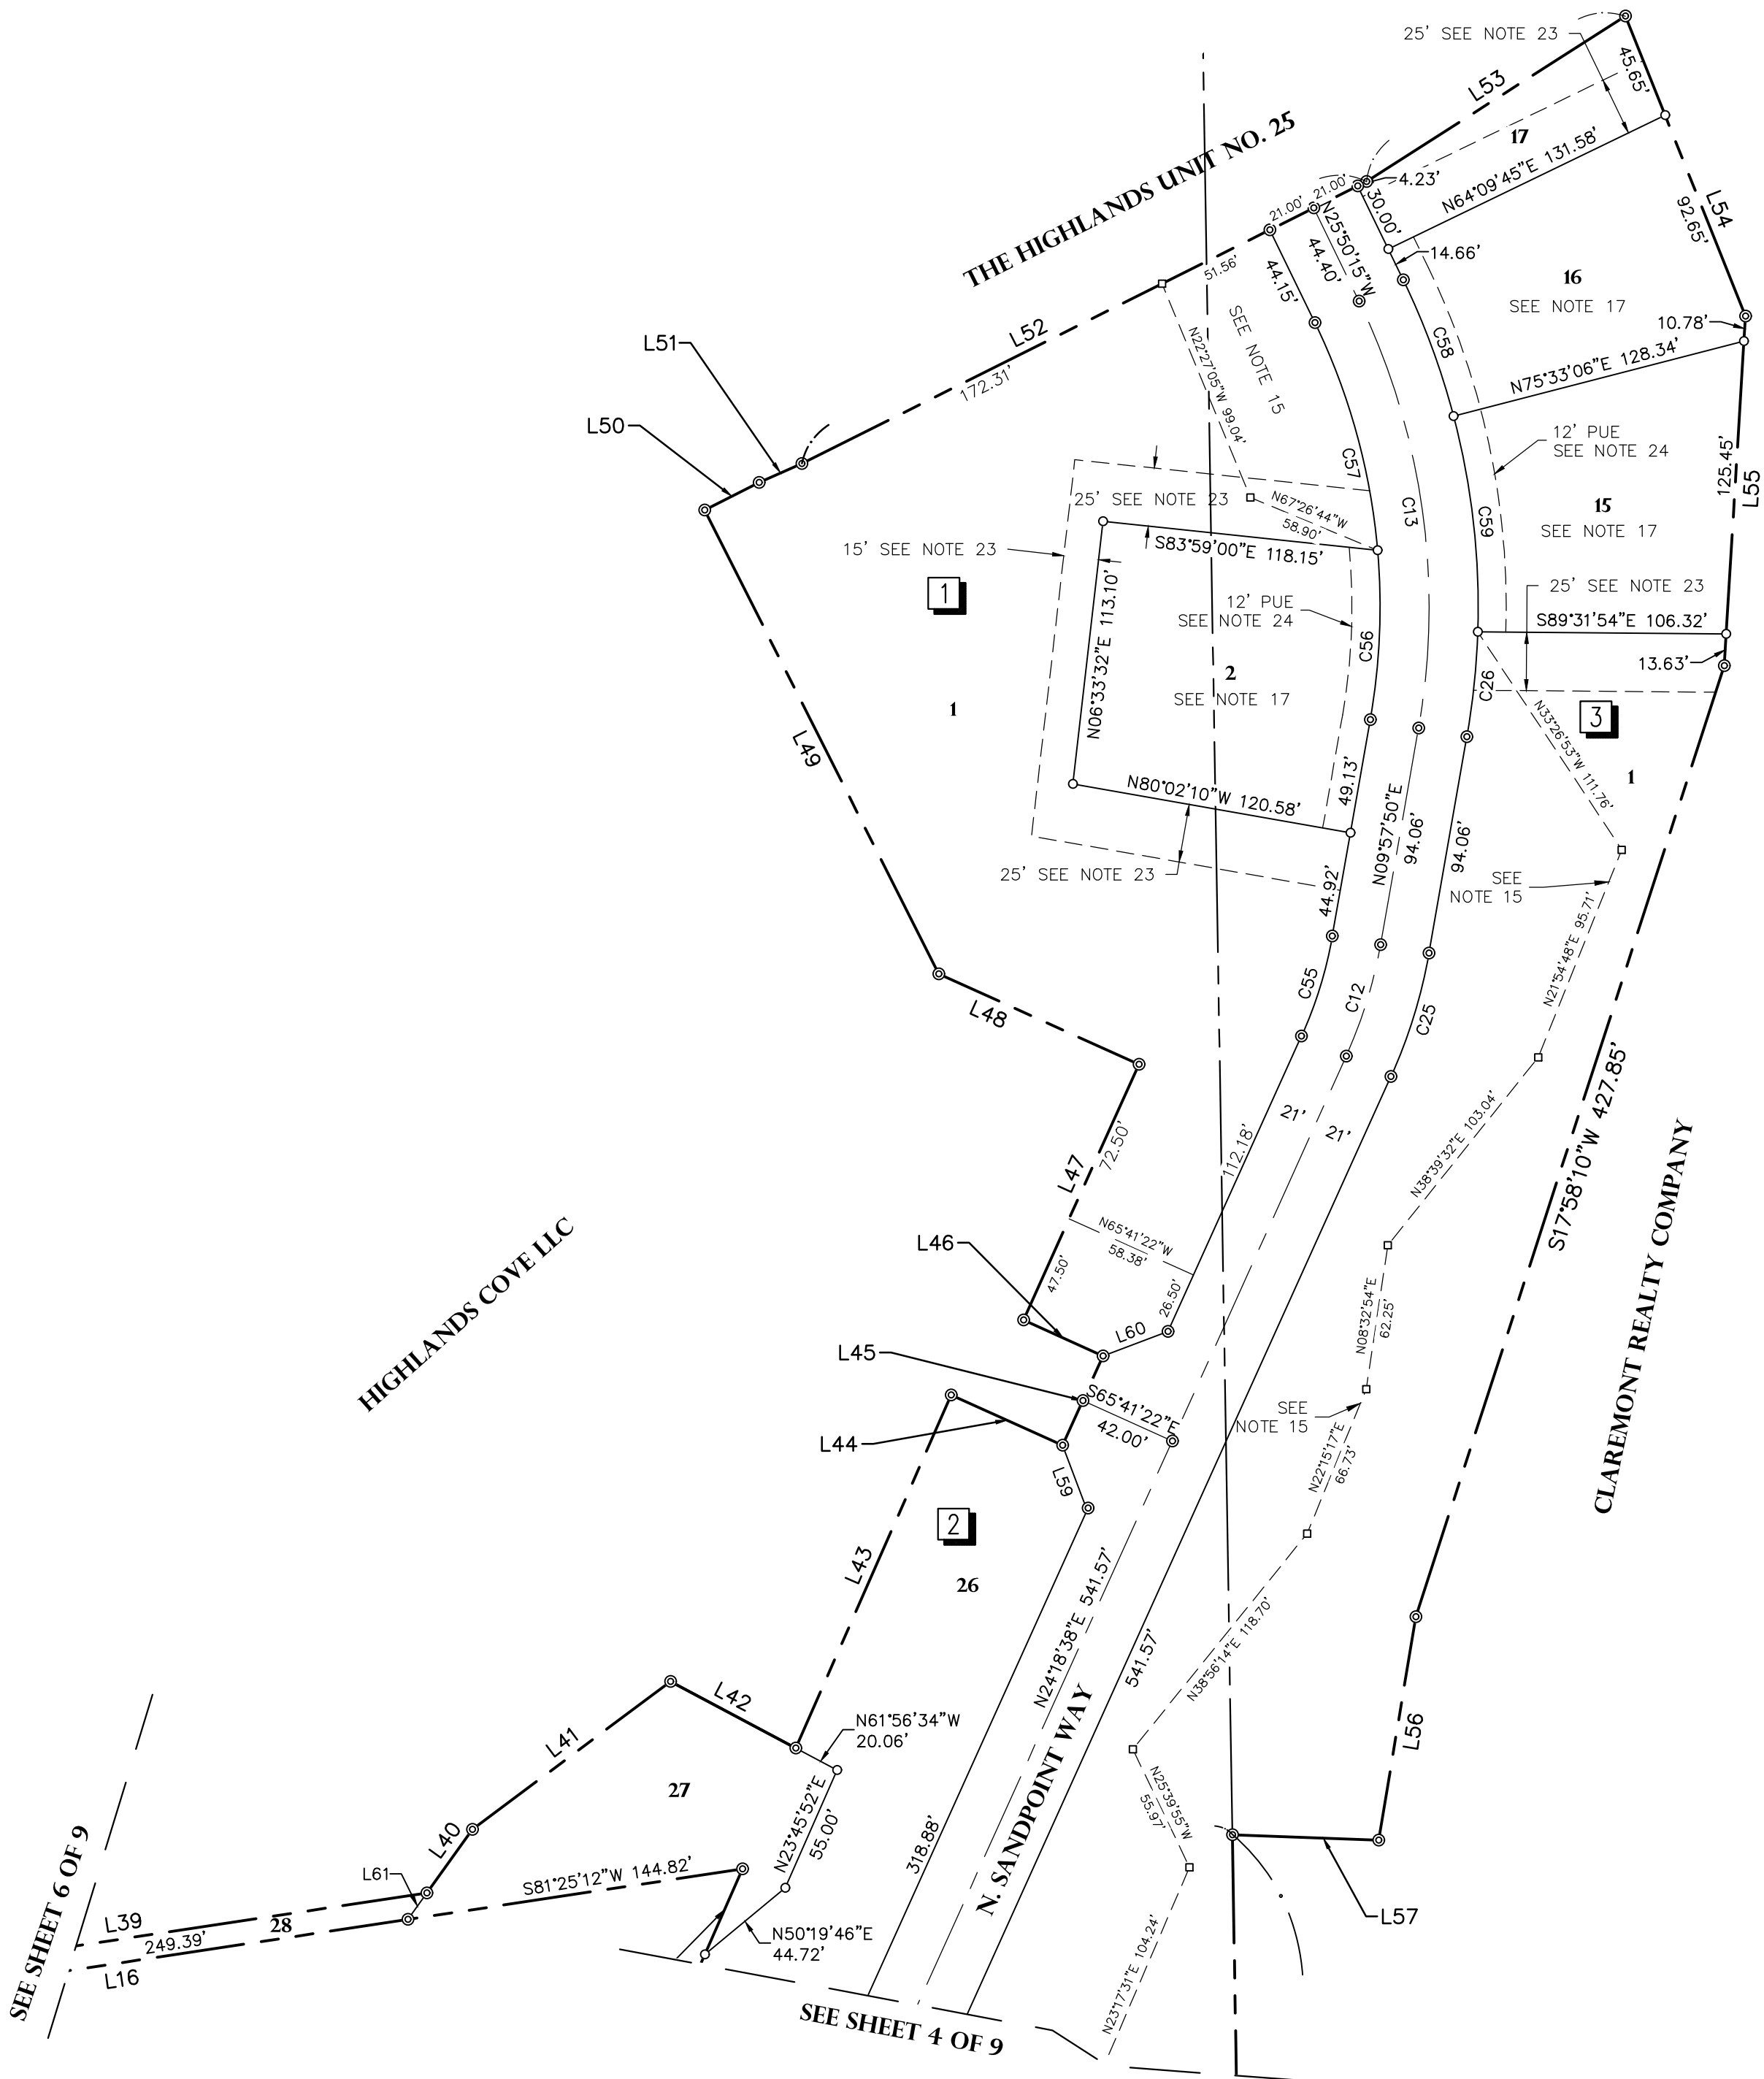 25' SEE NOTE 23
45.65'
L53
17
THE HIGHLANDS UNIT NO. 25
N64°09'45"E 131.58'
4.23'
21.00'
21.00'
30.00'
L54
92.65'
N25°50'15"W
44.40'
14.66'
51.56'
44.15'
16
SEE NOTE 17
10.78'
L52
172.31'
L51
SEE NOTE 15
N22°27'05"W 99.04'
C58
N75°33'06"E 128.34'
L50
12' PUE
SEE NOTE 24
C57
C13
125.45'
L55
25' SEE NOTE 23
N67°26'44"W
58.90'
15
SEE NOTE 17
C59
S83°59'00"E 118.15'
15' SEE NOTE 23
1
N06°33'32"E 113.10'
12' PUE
SEE NOTE 24
25' SEE NOTE 23
S89°31'54"E 106.32'
C56
13.63'
2
SEE NOTE 17
C26
1
3
N33°26'53"W 111.76'
L49
1
N80°02'10"W 120.58'
49.13'
N09°57'50"E
94.06'
94.06'
25' SEE NOTE 23
44.92'
SEE
NOTE 15
N21°54'48"E 95.71'
C55
C12
C25
L48
S17°58'10"W 427.85'
21'
21'
N38°39'32"E 103.04'
72.50'
112.18'
L47
CLAREMONT REALTY COMPANY
HIGHLANDS COVE LLC
L46
N65°41'22"W
58.38'
47.50'
26.50'
N08°32'54"E
62.25'
L60
L45
S65°41'22"E
42.00'
SEE
NOTE 15
L44
N22°15'17"E
66.73'
L59
2
L43
26
N24°18'38"E 541.57'
541.57'
N38°56'14"E 118.70'
L42
L56
N61°56'34"W
20.06'
L41
N. SANDPOINT WAY
27
N23°45'52"E
55.00'
N25°39'55"W
55.97'
318.88'
L40
L61
S81°25'12"W 144.82'
SEE SHEET 6 OF 9
L39
28
249.39'
L16
N50°19'46"E
44.72'
L57
N23°17'31"E 104.24'
SEE SHEET 4 OF 9